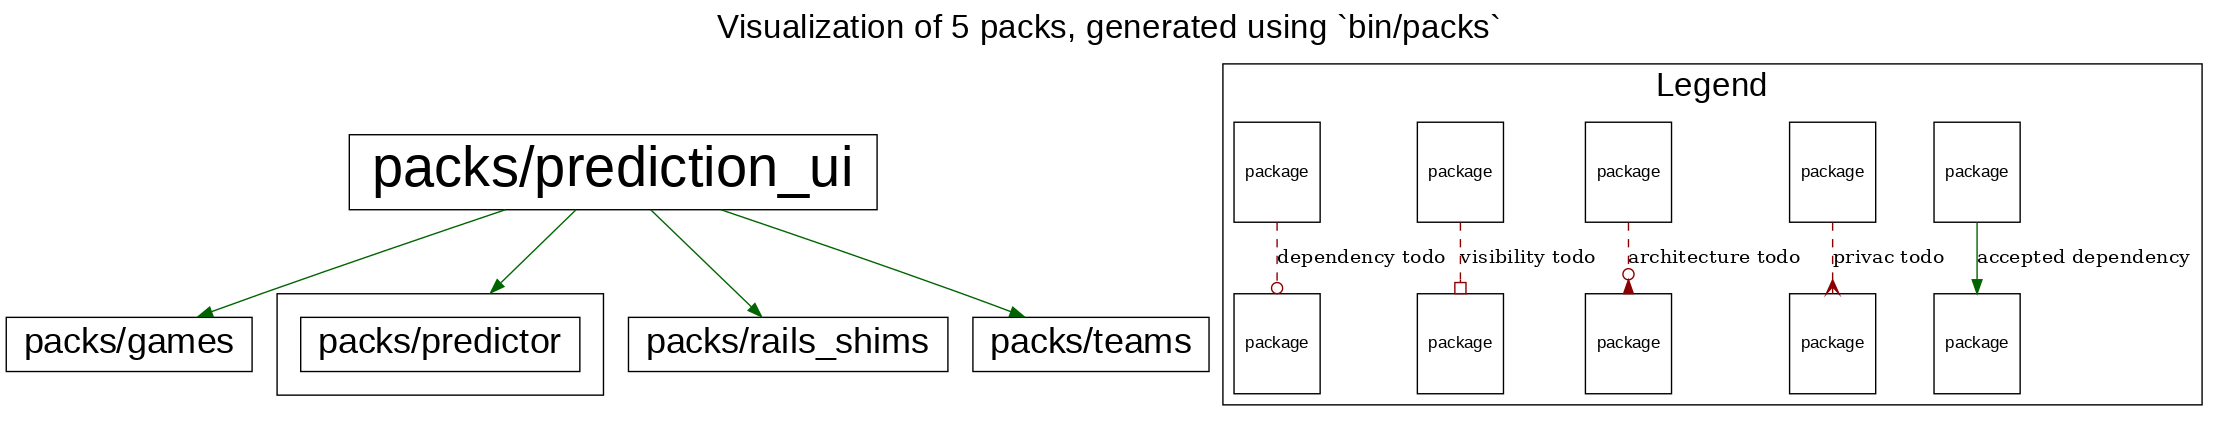 Visualization of 5 packs, generated using `bin/packs`
packs/prediction_ui
packs/games
packs/predictor
packs/rails_shims
packs/teams
Legend
package
package
package
package
package
dependency todo
visibility todo
architecture todo
privac todo
accepted dependency
package
package
package
package
package